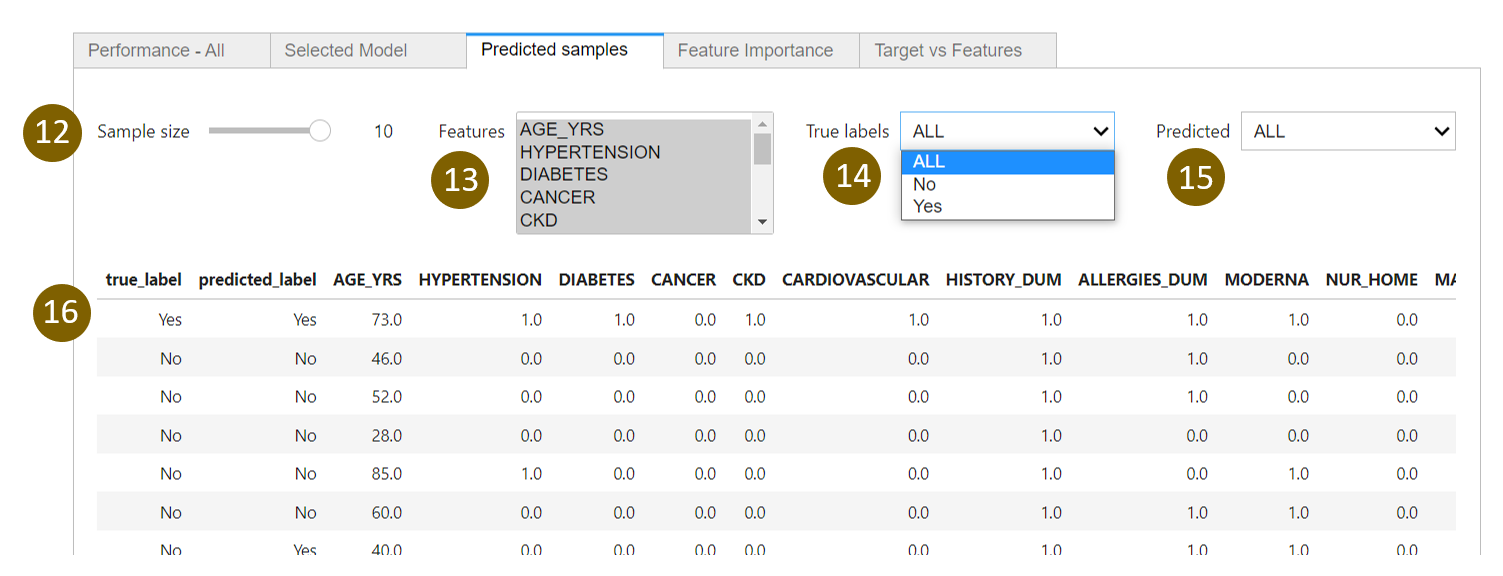 Performance - All Selected Model Predicted samples Feature Importance Target vs Features
12 Sample size 10 Features True labels ALL Predicted ALL
13 14 15
AGE_YRS
HYPERTENSION
DIABETES
CANCER
CKD
ALL
No
Yes
true_label predicted_label AGE_YRS HYPERTENSION DIABETES CANCER CKD CARDIOVASCULAR HISTORY_DUM ALLERGIES_DUM MODERNA NUR_HOME MA
16 Yes Yes 73.0 1.0 1.0 0.0 1.0 1.0 1.0 1.0 1.0 0.0
No No 46.0 0.0 0.0 0.0 0.0 0.0 1.0 1.0 0.0 0.0
No No 52.0 0.0 0.0 0.0 0.0 0.0 1.0 1.0 0.0 0.0
No No 28.0 0.0 0.0 0.0 0.0 0.0 1.0 0.0 0.0 0.0
No No 85.0 1.0 0.0 0.0 0.0 0.0 1.0 0.0 1.0 0.0
No No 60.0 0.0 0.0 0.0 0.0 0.0 1.0 1.0 1.0 0.0
No Yes 40.0 0.0 0.0 0.0 0.0 0.0 1.0 1.0 1.0 0.0